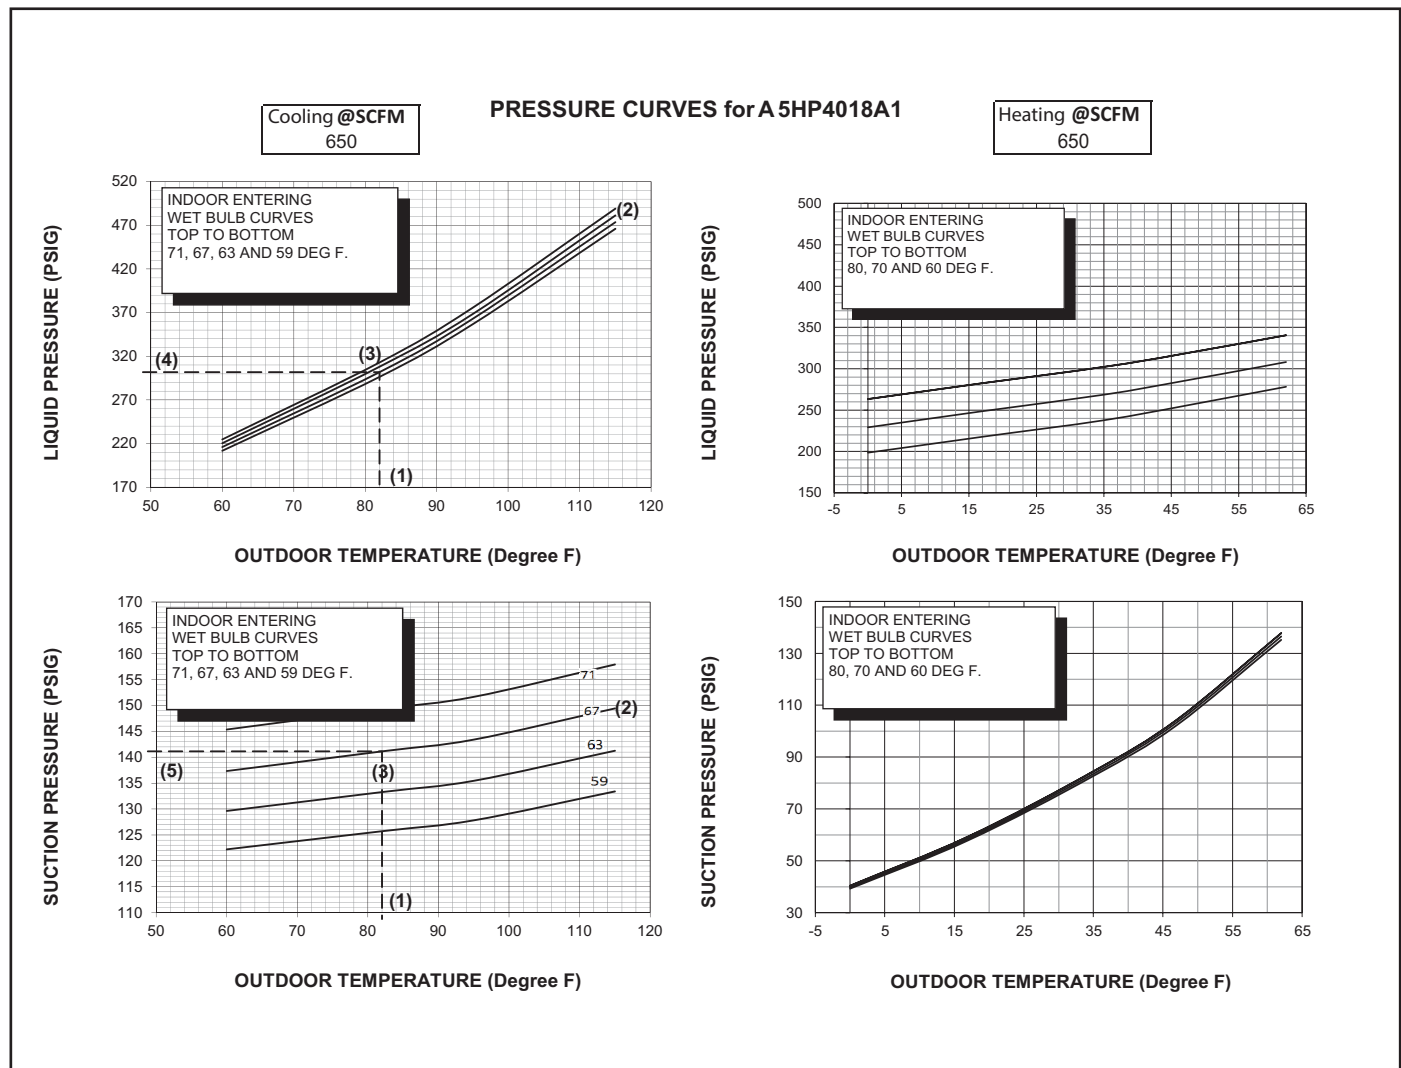 PRESSURE CURVES for A 5HP4018A1
Cooling @SCFM
650
Heating @SCFM
650
LIQUID PRESSURE (PSIG)
520
470
420
370
320
270
220
170
INDOOR ENTERING
WET BULB CURVES
TOP TO BOTTOM
71, 67, 63 AND 59 DEG F.
(2)
(3)
(4)
(1)
50 60 70 80 90 100 110 120
OUTDOOR TEMPERATURE (Degree F)
LIQUID PRESSURE (PSIG)
500
450
400
350
300
250
200
150
INDOOR ENTERING
WET BULB CURVES
TOP TO BOTTOM
80, 70 AND 60 DEG F.
-5 5 15 25 35 45 55 65
OUTDOOR TEMPERATURE (Degree F)
SUCTION PRESSURE (PSIG)
170
165
160
155
150
145
140
135
130
125
120
115
110
INDOOR ENTERING
WET BULB CURVES
TOP TO BOTTOM
71, 67, 63 AND 59 DEG F.
71
67
(2)
63
59
(5)
(3)
(1)
50 60 70 80 90 100 110 120
OUTDOOR TEMPERATURE (Degree F)
SUCTION PRESSURE (PSIG)
150
130
110
90
70
50
30
INDOOR ENTERING
WET BULB CURVES
TOP TO BOTTOM
80, 70 AND 60 DEG F.
-5 5 15 25 35 45 55 65
OUTDOOR TEMPERATURE (Degree F)